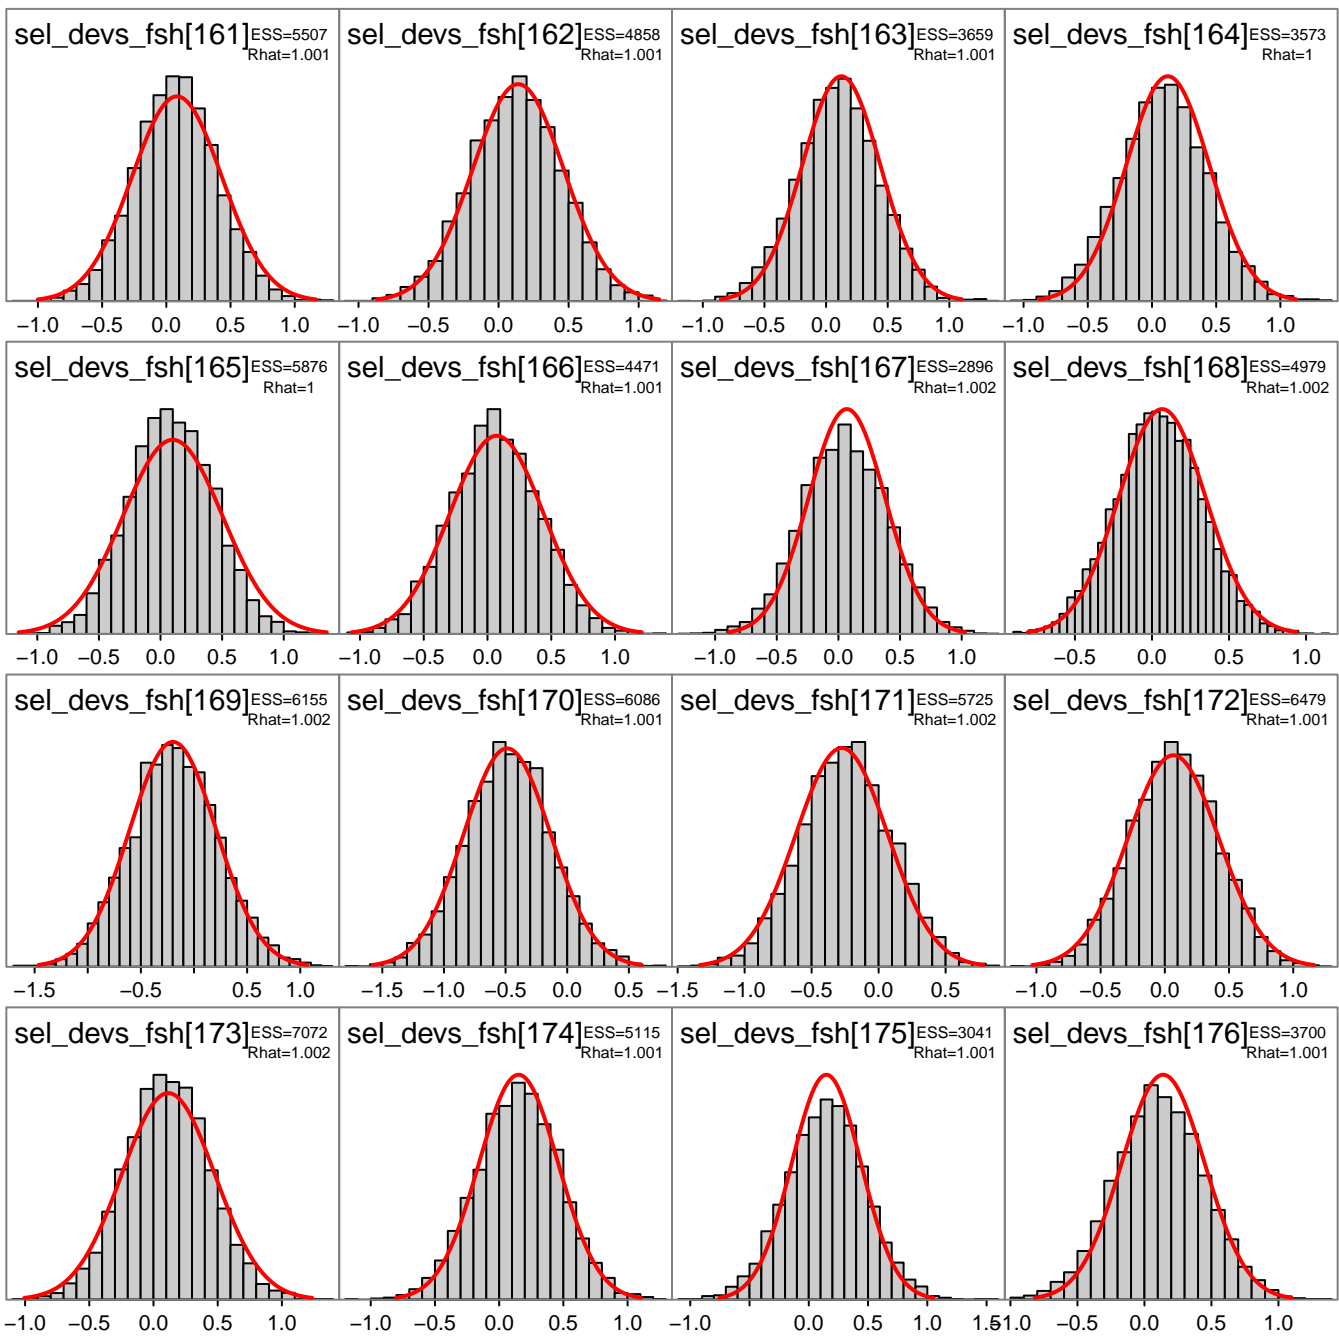 sel_devs_fsh[161] ESS=5507 Rhat=1.001
sel_devs_fsh[162] ESS=4858 Rhat=1.001
sel_devs_fsh[163] ESS=3659 Rhat=1.001
sel_devs_fsh[164] ESS=3573 Rhat=1
−1.0 −0.5 0.0 0.5 1.0
−1.0 −0.5 0.0 0.5 1.0
−1.0 −0.5 0.0 0.5 1.0
−1.0 −0.5 0.0 0.5 1.0
sel_devs_fsh[165] ESS=5876 Rhat=1
sel_devs_fsh[166] ESS=4471 Rhat=1.001
sel_devs_fsh[167] ESS=2896 Rhat=1.002
sel_devs_fsh[168] ESS=4979 Rhat=1.002
−1.0 −0.5 0.0 0.5 1.0
−1.0 −0.5 0.0 0.5 1.0
−1.0 −0.5 0.0 0.5 1.0
−0.5 0.0 0.5 1.0
sel_devs_fsh[169] ESS=6155 Rhat=1.002
sel_devs_fsh[170] ESS=6086 Rhat=1.001
sel_devs_fsh[171] ESS=5725 Rhat=1.002
sel_devs_fsh[172] ESS=6479 Rhat=1.001
−1.5 −0.5 0.5 1.0
−1.5 −1.0 −0.5 0.0 0.5
−1.5 −1.0 −0.5 0.0 0.5
−1.0 −0.5 0.0 0.5 1.0
sel_devs_fsh[173] ESS=7072 Rhat=1.002
sel_devs_fsh[174] ESS=5115 Rhat=1.001
sel_devs_fsh[175] ESS=3041 Rhat=1.001
sel_devs_fsh[176] ESS=3700 Rhat=1.001
−1.0 −0.5 0.0 0.5 1.0
−1.0 −0.5 0.0 0.5 1.0
−1.0 −0.5 0.0 0.5 1.0 1.5
−1.0 −0.5 0.0 0.5 1.0